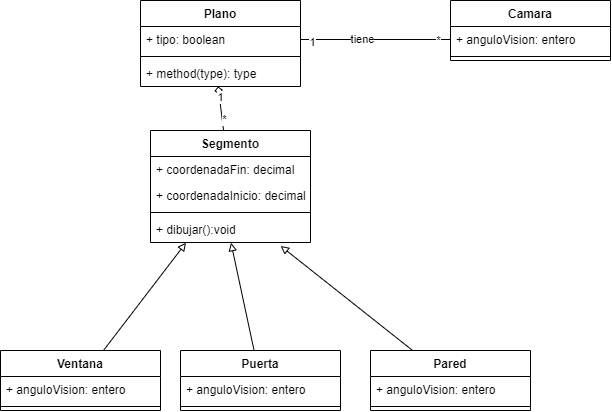 Plano
+ tipo: boolean
+ method(type): type
Camara
+ anguloVision: entero
1
tiene
*
1
*
Segmento
+ coordenadaFin: decimal
+ coordenadaInicio: decimal
+ dibujar():void
Ventana
+ anguloVision: entero
Puerta
+ anguloVision: entero
Pared
+ anguloVision: entero